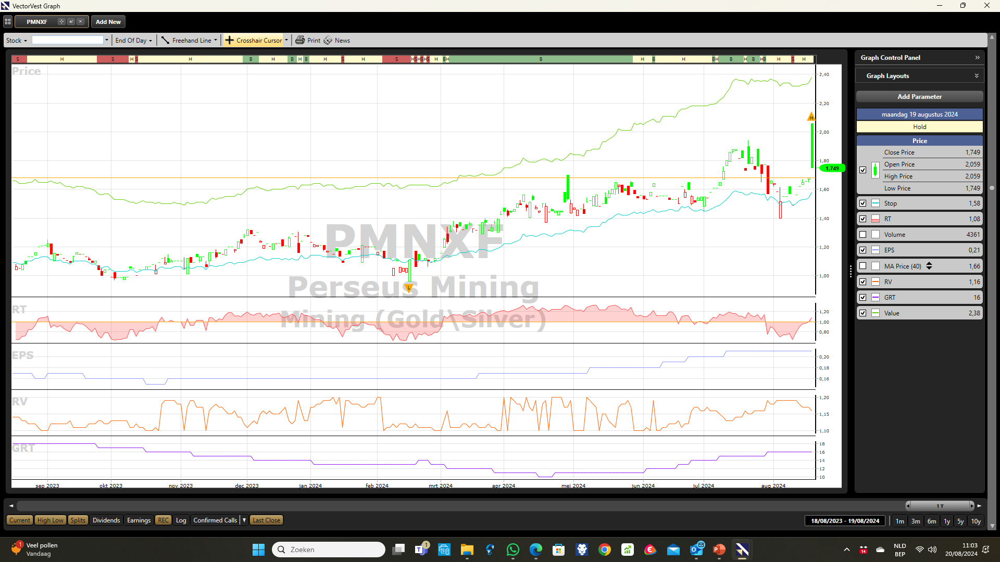 VectorVest Graph
PMNXF
Add New
Stock
End Of Day
Freehand Line
Crosshair Cursor
Print
News
S H S H S H B H B H B H S H S H S H S H S H B H B H B H B H B H B H B H S H
Price
2,40
2,20
2,00
1,80
1,749
1,60
1,40
1,20
1,00
H
L
PMNXF
Perseus Mining
Mining (Gold\Silver)
RT
1,20
1,00
0,80
EPS
0,20
0,18
0,16
RV
1,20
1,15
1,10
GRT
18
16
14
12
10
sep 2023 okt 2023 nov 2023 dec 2023 jan 2024 feb 2024 mrt 2024 apr 2024 mei 2024 jun 2024 jul 2024 aug 2024
Graph Control Panel
Graph Layouts
Add Parameter
maandag 19 augustus 2024
Hold
Price
Close Price 1,749
Open Price 2,059
High Price 2,059
Low Price 1,749
Stop 1,58
RT 1,08
Volume 4361
EPS 0,21
MA Price (40) 1,66
RV 1,16
GRT 16
Value 2,38
1 Y
Current High Low Splits Dividends Earnings REC Log Confirmed Calls Last Close
18/08/2023 - 19/08/2024
1m 3m 6m 1y 5y 10y
1
Veel pollen
Vandaag
Zoeken
1
14
NLD
BEP
11:03
20/08/2024